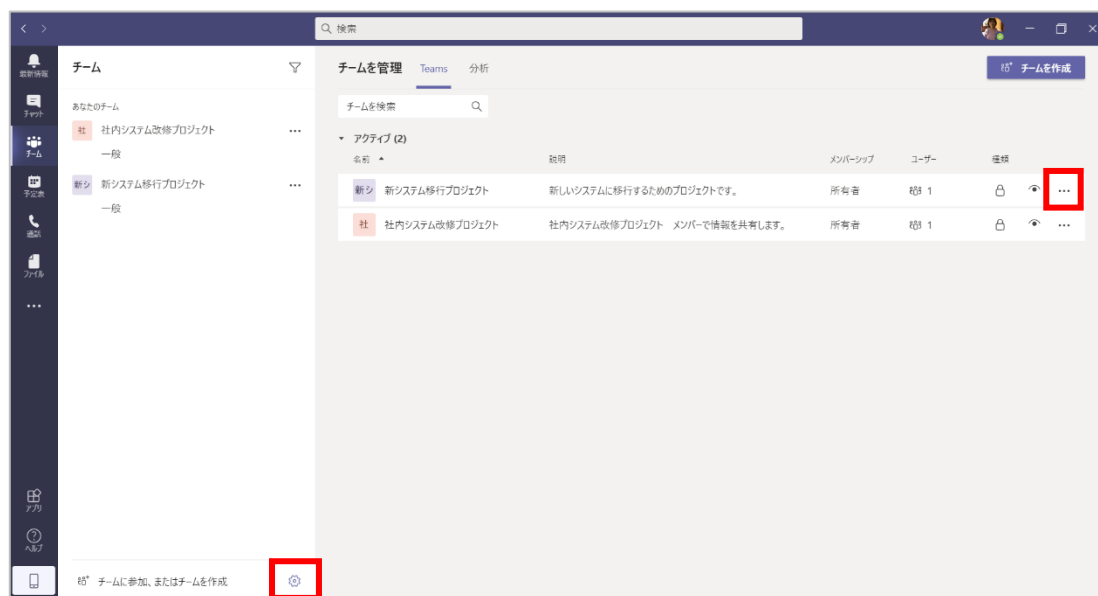 検索
最新情報
チャット
チーム
予定表
通話
ファイル
アプリ
ヘルプ
チーム
あなたのチーム
社 社内システム改修プロジェクト
一般
新シ 新システム移行プロジェクト
一般
チームに参加、またはチームを作成
チームを管理 Teams 分析
チームを作成
チームを検索
アクティブ (2)
名前 説明 メンバーシップ ユーザー 種類
新シ 新システム移行プロジェクト 新しいシステムに移行するためのプロジェクトです。 所有者 1
社 社内システム改修プロジェクト 社内システム改修プロジェクト メンバーで情報を共有します。 所有者 1